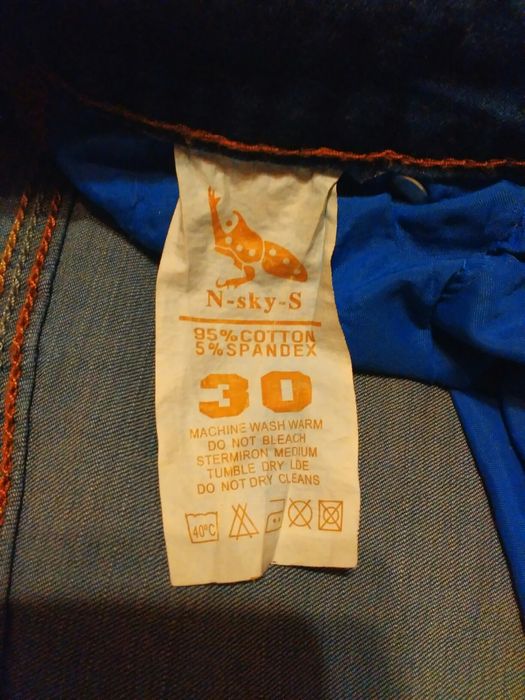 N-sky-S
95%COTTON
5%SPANDEX
30
MACHINE WASH WARM
DO NOT BLEACH
STERMIRON MEDIUM
TUMBLE DRY LDE
DO NOT DRY CLEANS
40°C